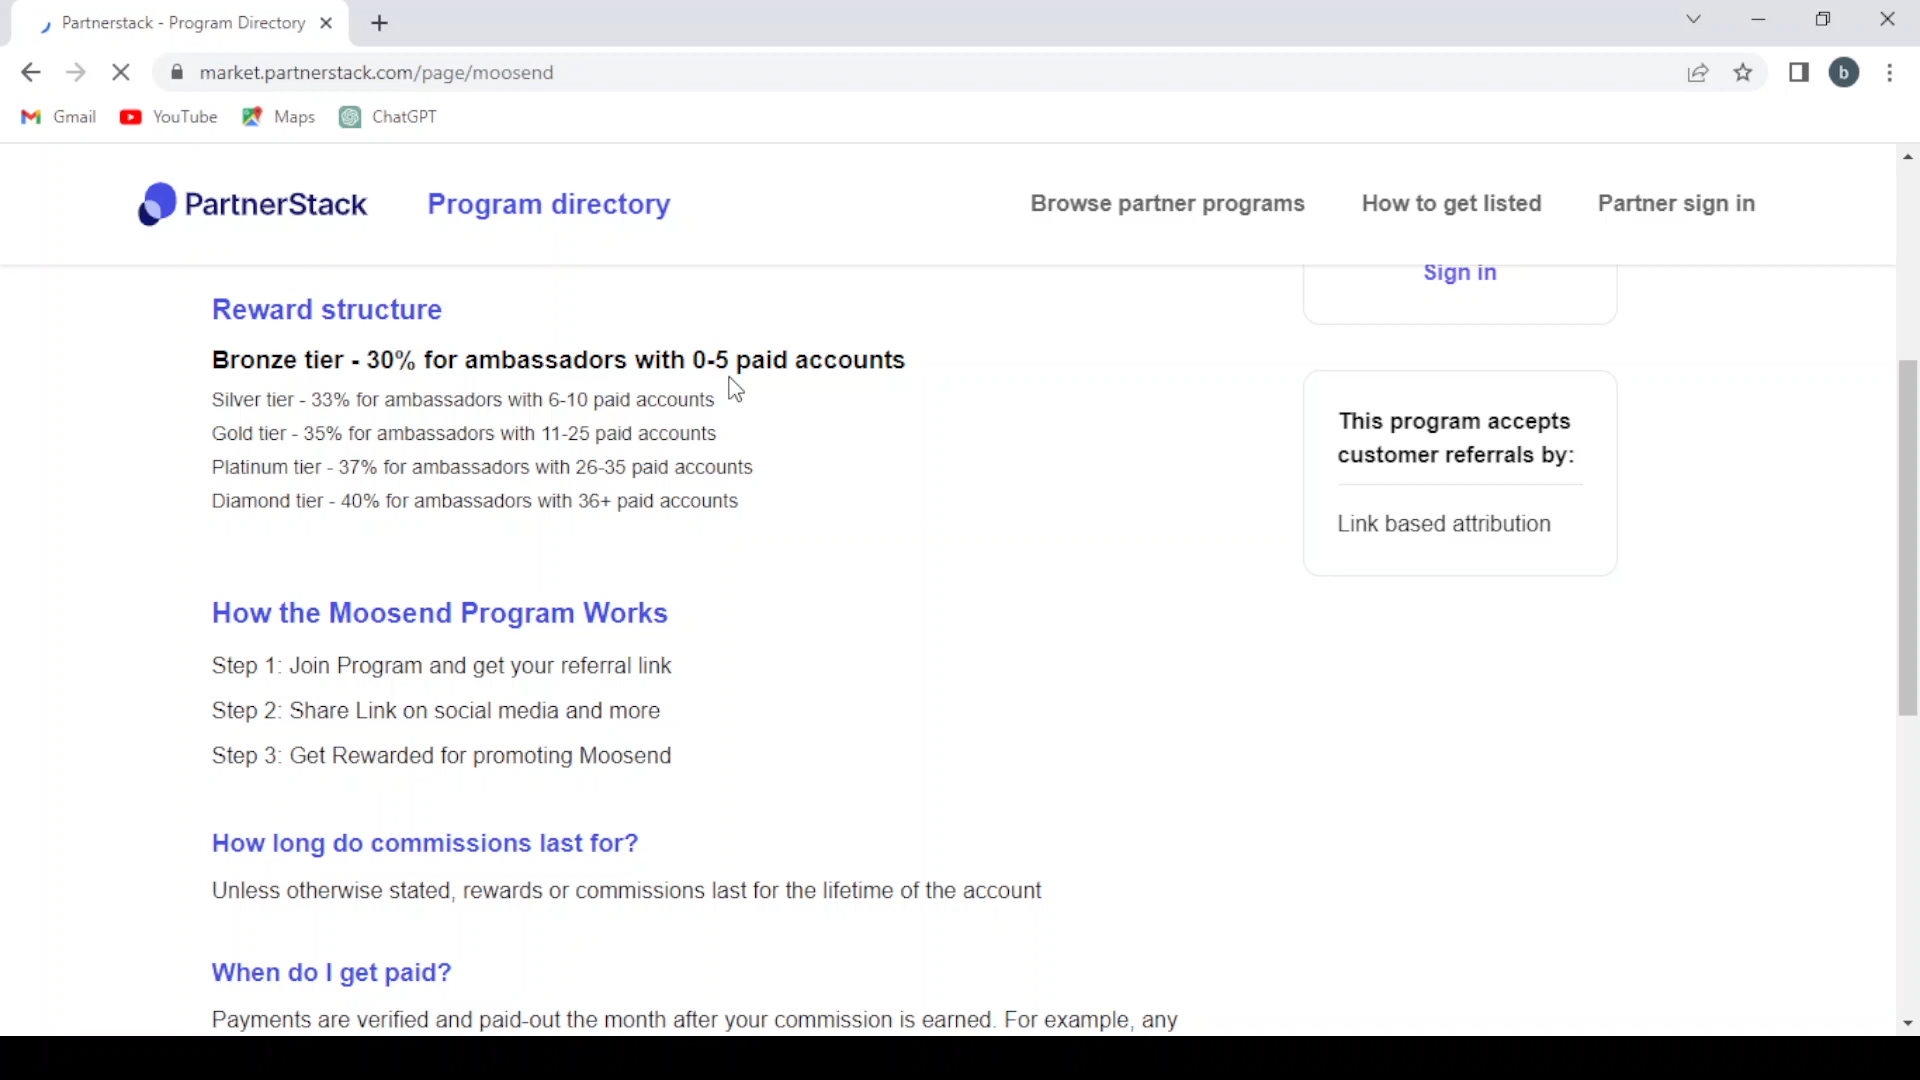 Partnerstack - Program Directory
market.partnerstack.com/page/moosend
b
Gmail
YouTube
Maps
ChatGPT
PartnerStack
Program directory
Browse partner programs
How to get listed
Partner sign in
Sign in
Reward structure
Bronze tier - 30% for ambassadors with 0-5 paid accounts
Silver tier - 33% for ambassadors with 6-10 paid accounts
Gold tier - 35% for ambassadors with 11-25 paid accounts
Platinum tier - 37% for ambassadors with 26-35 paid accounts
Diamond tier - 40% for ambassadors with 36+ paid accounts
This program accepts
customer referrals by:
Link based attribution
How the Moosend Program Works
Step 1: Join Program and get your referral link
Step 2: Share Link on social media and more
Step 3: Get Rewarded for promoting Moosend
How long do commissions last for?
Unless otherwise stated, rewards or commissions last for the lifetime of the account
When do I get paid?
Payments are verified and paid-out the month after your commission is earned. For example, any